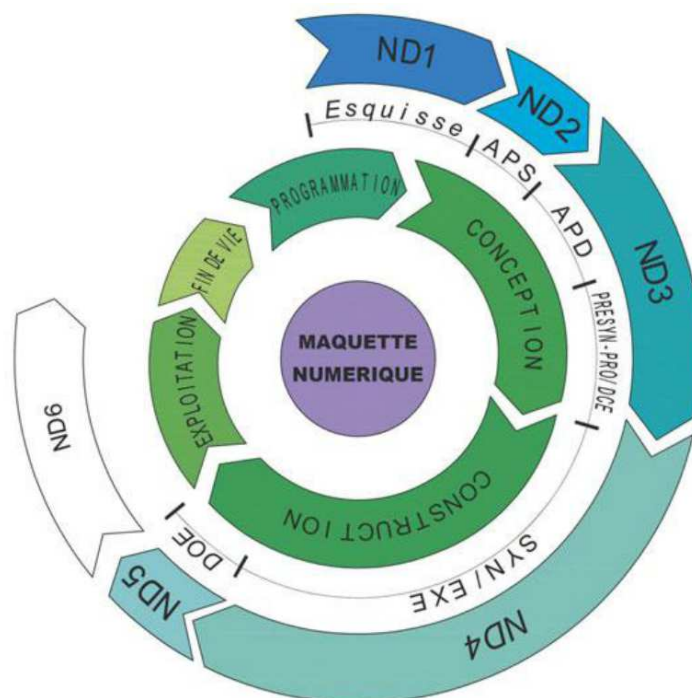 ND1
ND2
ND3
ND4
ND5
ND6
Esquisse
APS
APD
PRESYN-PRO/DCE
SYN/EXE
DOE
PROGRAMMATION
CONCEPTION
CONSTRUCTION
EXPLOITATION
FIN DE VIE
MAQUETTE
NUMERIQUE